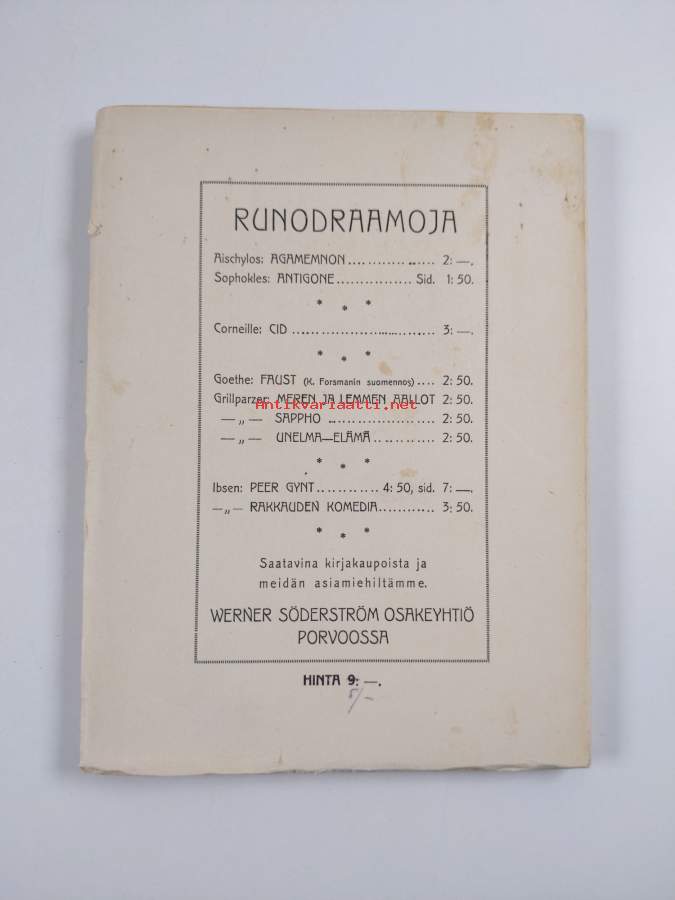 RUNODRAAMOJA
Aischylos: AGAMEMNON .................. 2: —.
Sophokles: ANTIGONE ............... Sid. 1: 50.
* * *
Corneille: CID ............................. 3: —.
* * *
Goethe: FAUST (K. Forsmanin suomennos) .... 2: 50.
Grillparzer: MEREN JA LEMMEN AALLOT 2: 50.
Antikvariaatti.net
—„— SAPPHO ..................... 2: 50.
—„— UNELMA—ELÄMÄ ............ 2: 50.
* * *
Ibsen: PEER GYNT ............ 4: 50, sid. 7: —.
—„— RAKKAUDEN KOMEDIA ........... 3: 50.
* * *
Saatavina kirjakaupoista ja
meidän asiamiehiltämme.
WERNER SÖDERSTRÖM OSAKEYHTIÖ
PORVOOSSA
HINTA 9: —.
5/—